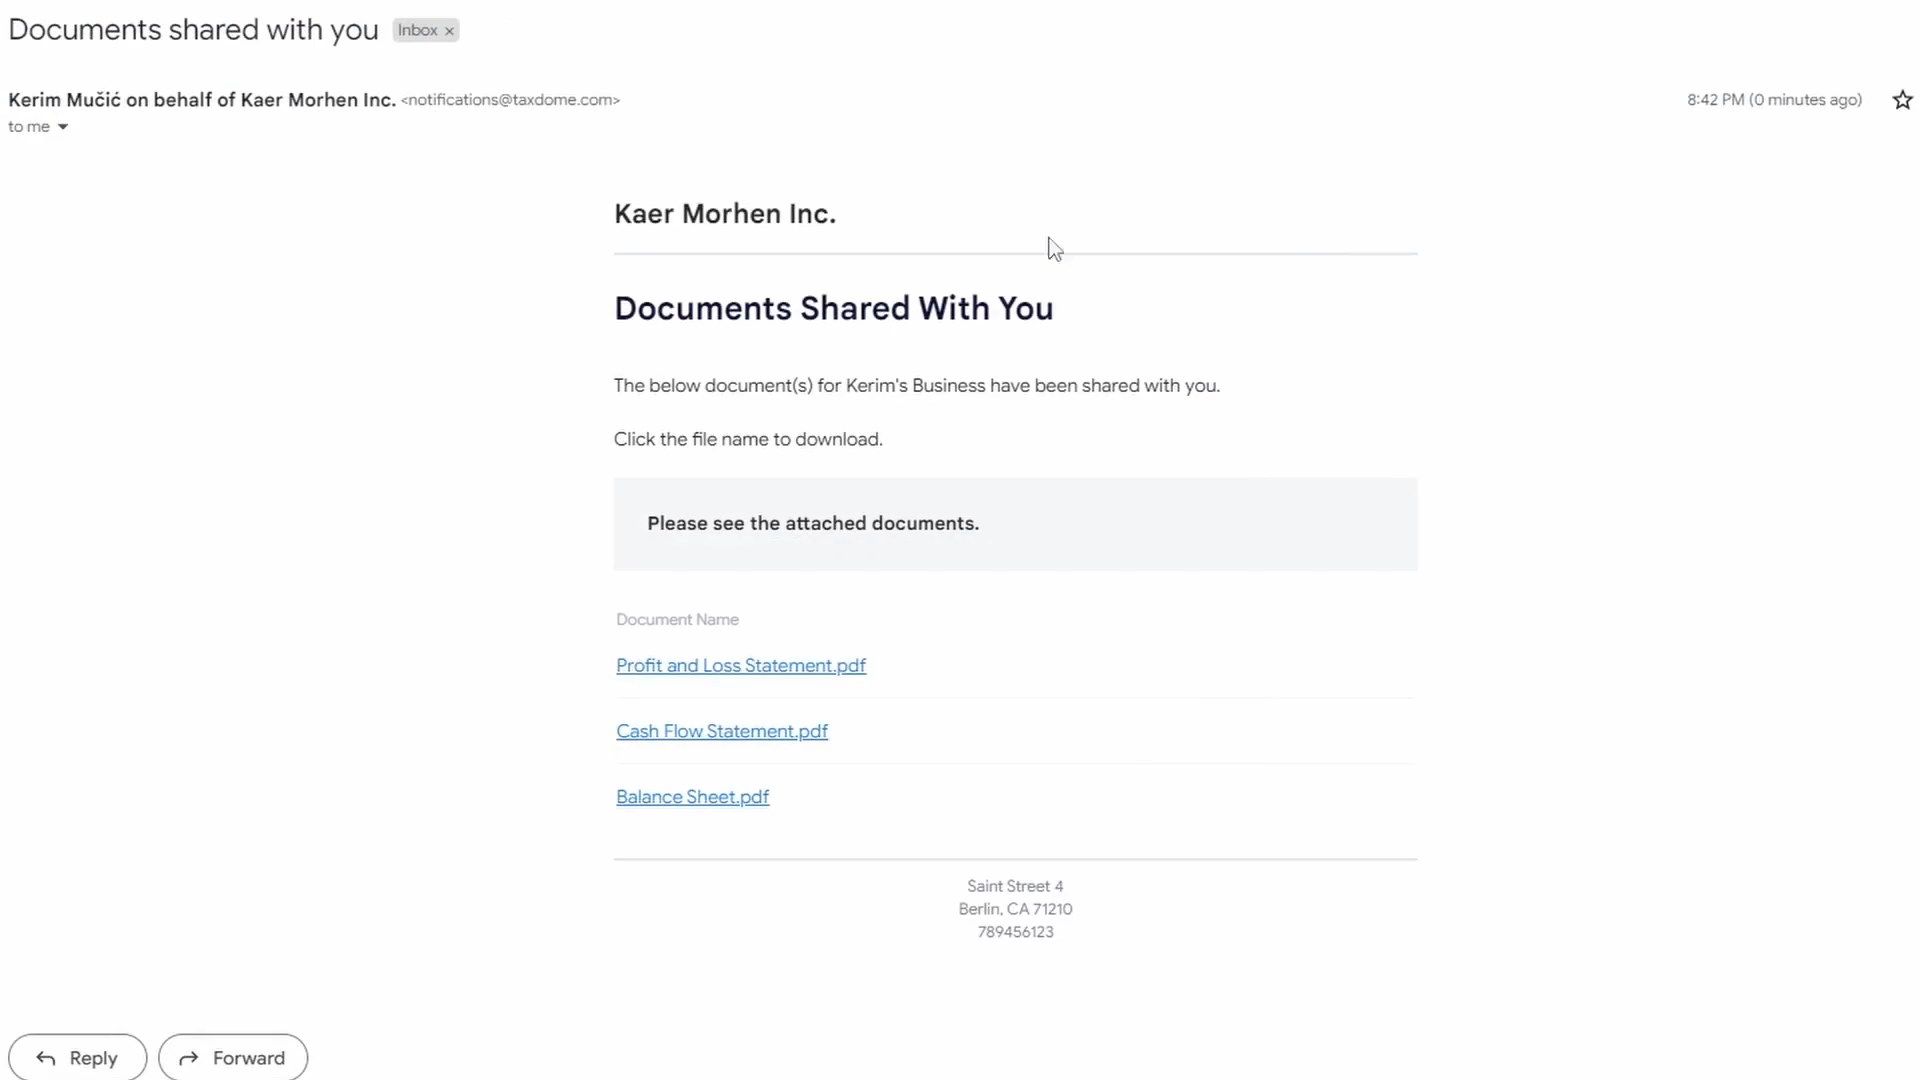 Documents shared with you Inbox ×
Kerim Mučić on behalf of Kaer Morhen Inc. <notifications@taxdome.com> 8:42 PM (0 minutes ago)
to me
Kaer Morhen Inc.
Documents Shared With You
The below document(s) for Kerim's Business have been shared with you.
Click the file name to download.
Please see the attached documents.
Document Name
Profit and Loss Statement.pdf
Cash Flow Statement.pdf
Balance Sheet.pdf
Saint Street 4
Berlin, CA 71210
789456123
Reply Forward